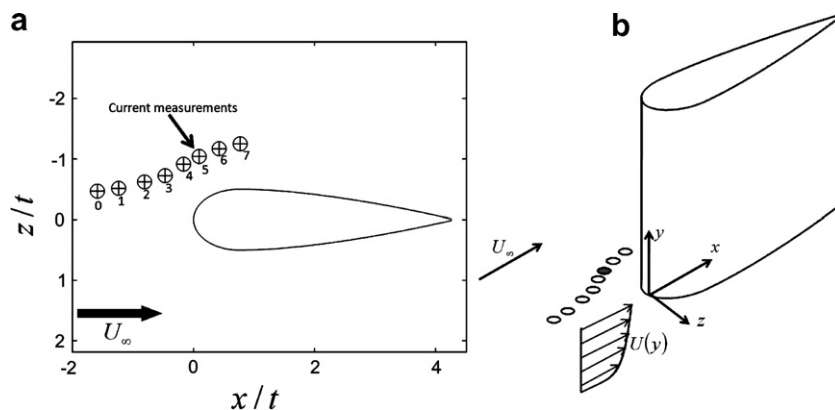 a
b
-2
Current measurements
-1
0 1 2 3 4 5 6 7
0
z/t
1
2
U∞
-2 0 2 4
x/t
U∞
y
x
z
U(y)